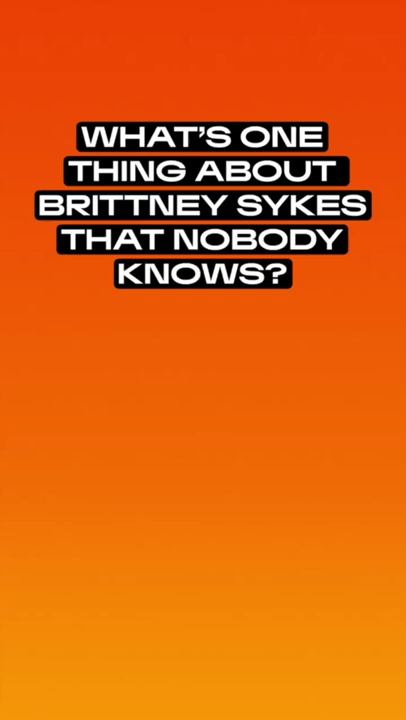 WHAT'S ONE
THING ABOUT
BRITTNEY SYKES
THAT NOBODY
KNOWS?